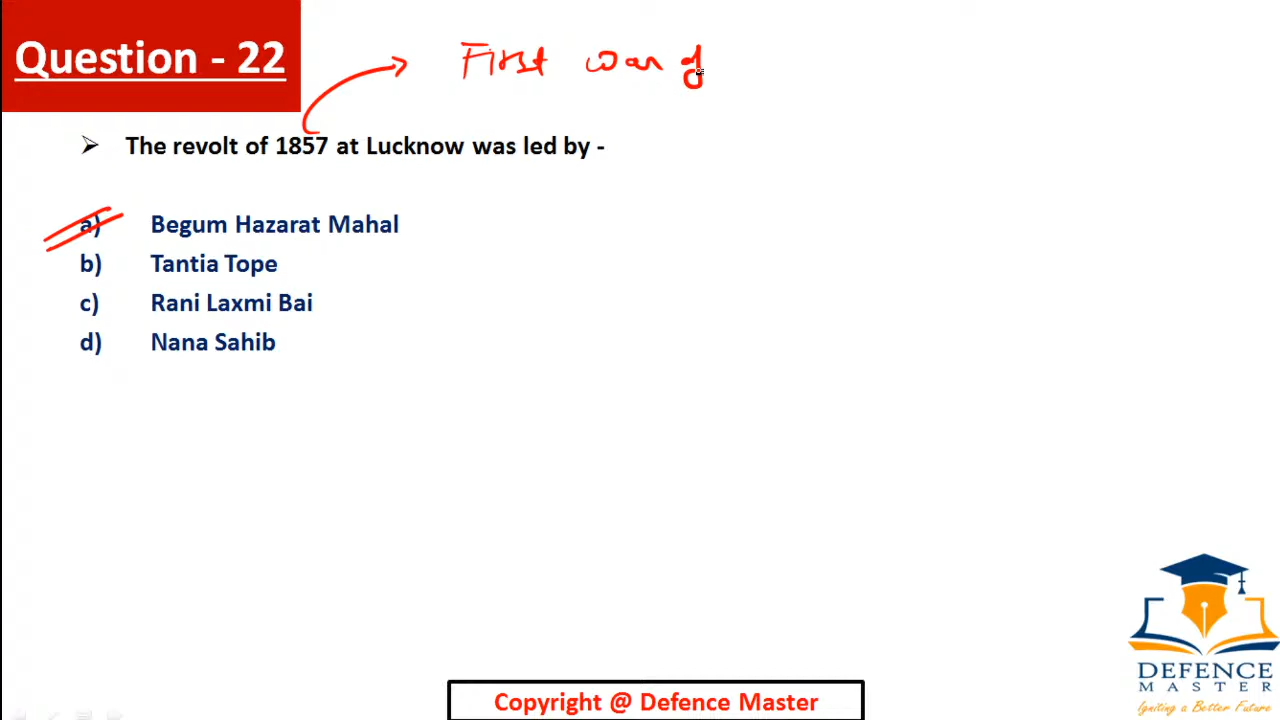 Question - 22
First war of
The revolt of 1857 at Lucknow was led by -
a) Begum Hazarat Mahal
b) Tantia Tope
c) Rani Laxmi Bai
d) Nana Sahib
DEFENCE
MASTER
Igniting a Better Future
Copyright @ Defence Master